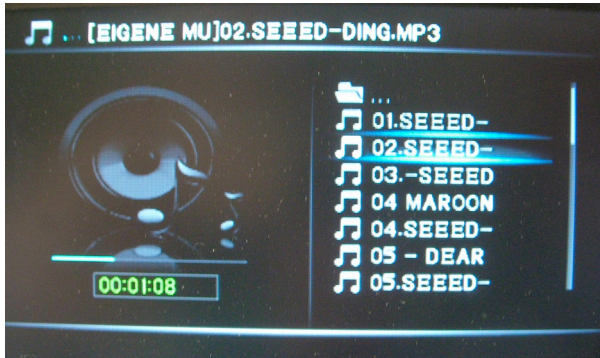 ... [EIGENE MU]02.SEEED-DING.MP3
...
01.SEEED-
02.SEEED-
03.-SEEED
04 MAROON
04.SEEED-
05 - DEAR
05.SEEED-
00:01:08